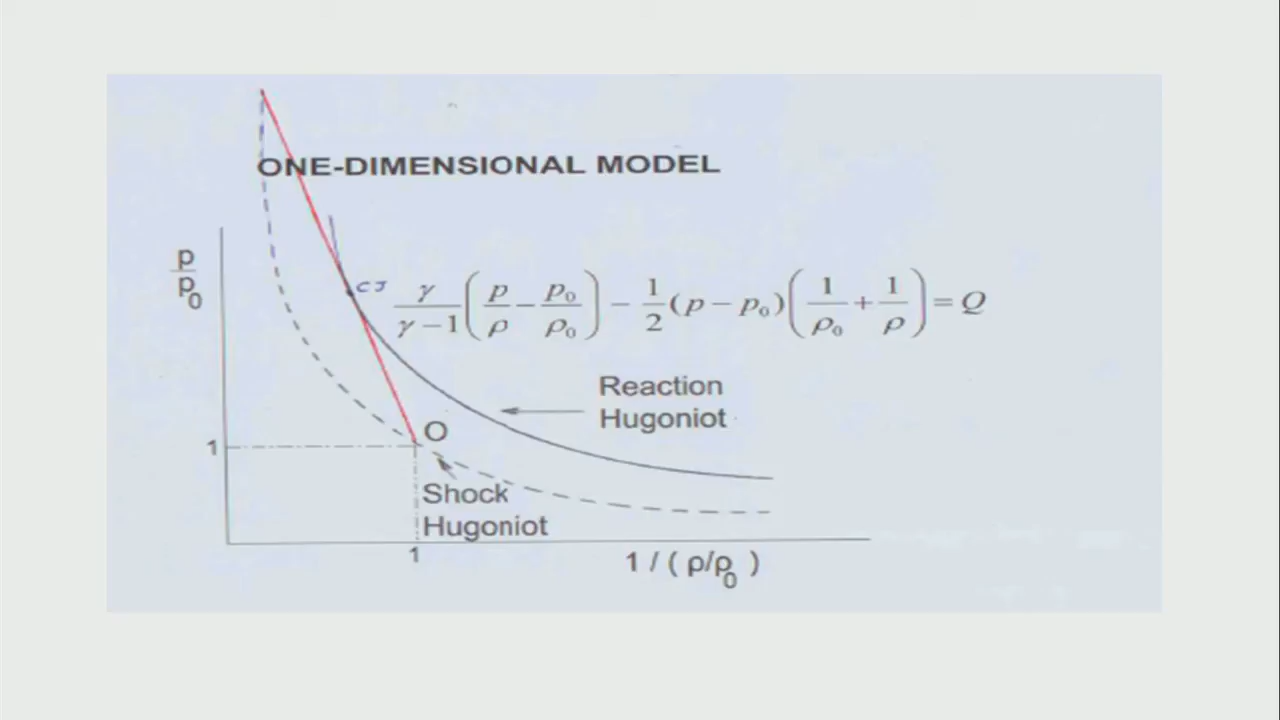 ONE-DIMENSIONAL MODEL
p/p₀
CJ
γ/(γ−1) (p/ρ − p₀/ρ₀) − 1/2 (p − p₀)(1/ρ₀ + 1/ρ) = Q
Reaction
Hugoniot
O
1
Shock
Hugoniot
1
1 / ( ρ/ρ₀ )